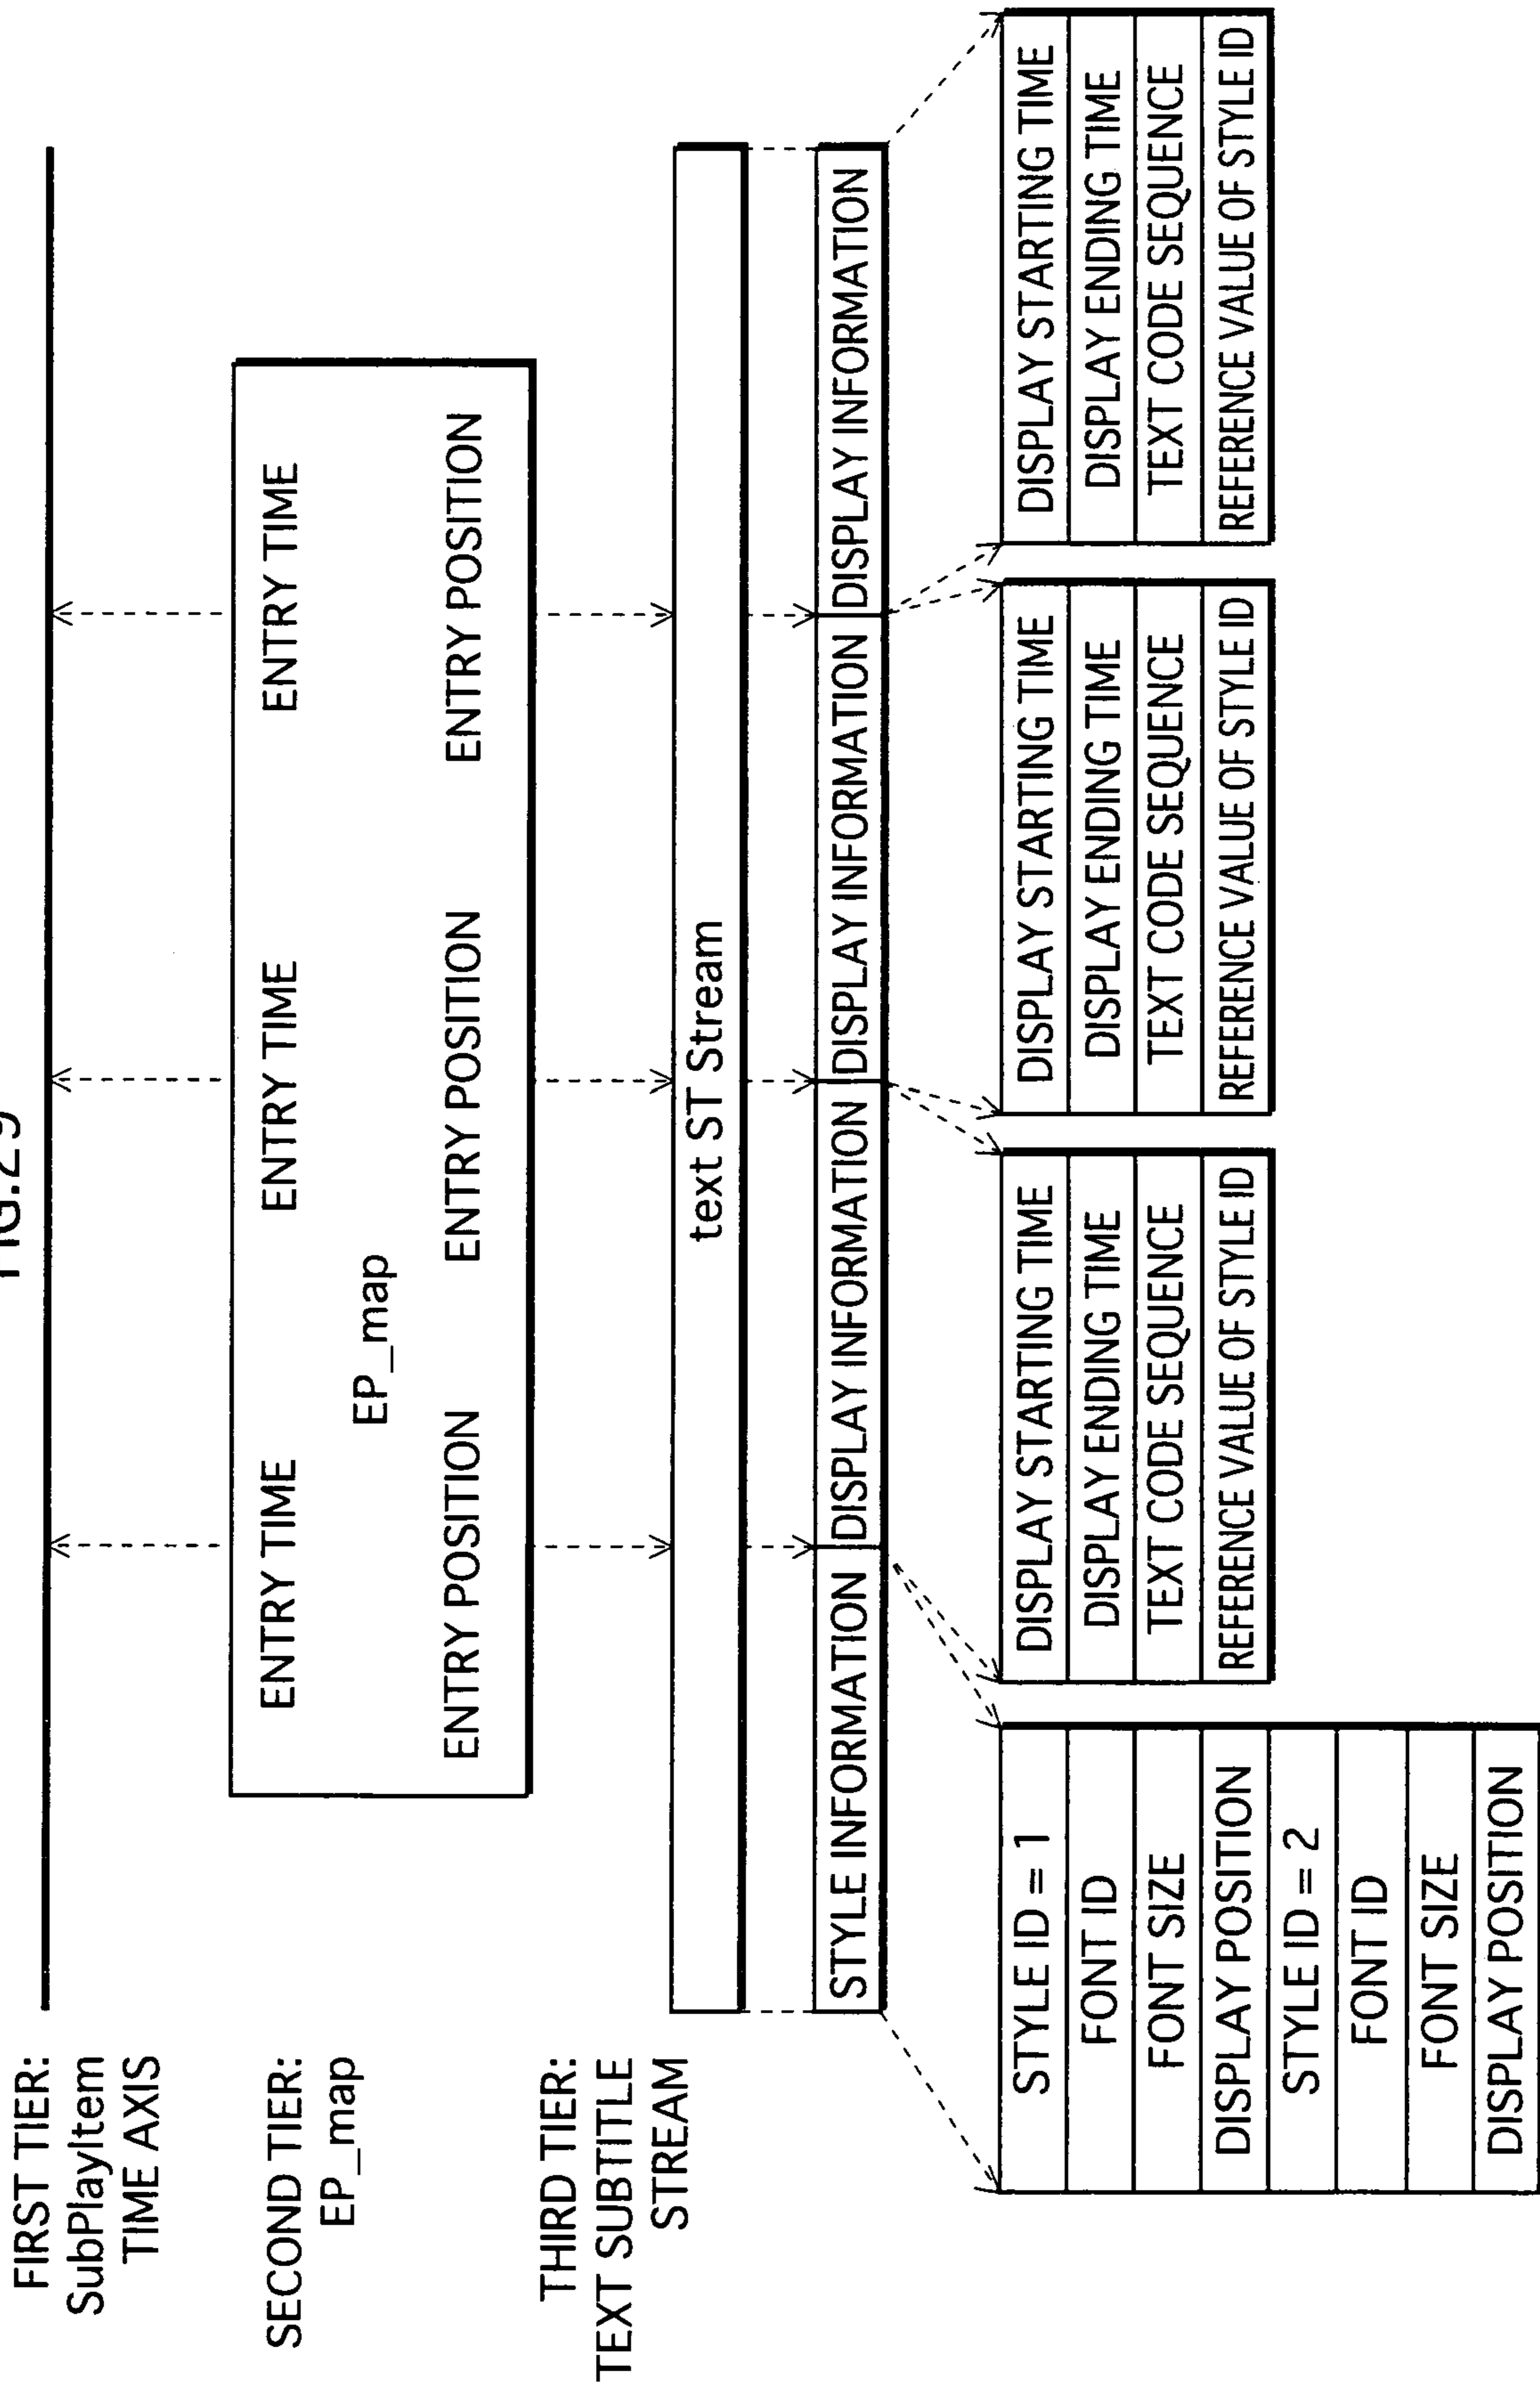 FIG.29
FIRST TIER:
SubPlayItem
TIME AXIS
SECOND TIER:
EP_map
ENTRY TIME
ENTRY TIME
ENTRY TIME
EP_map
ENTRY POSITION
ENTRY POSITION
ENTRY POSITION
THIRD TIER:
TEXT SUBTITLE
STREAM
text ST Stream
STYLE INFORMATION
DISPLAY INFORMATION
DISPLAY INFORMATION
DISPLAY INFORMATION
STYLE ID = 1
FONT ID
FONT SIZE
DISPLAY POSITION
STYLE ID = 2
FONT ID
FONT SIZE
DISPLAY POSITION
DISPLAY STARTING TIME
DISPLAY ENDING TIME
TEXT CODE SEQUENCE
REFERENCE VALUE OF STYLE ID
DISPLAY STARTING TIME
DISPLAY ENDING TIME
TEXT CODE SEQUENCE
REFERENCE VALUE OF STYLE ID
DISPLAY STARTING TIME
DISPLAY ENDING TIME
TEXT CODE SEQUENCE
REFERENCE VALUE OF STYLE ID